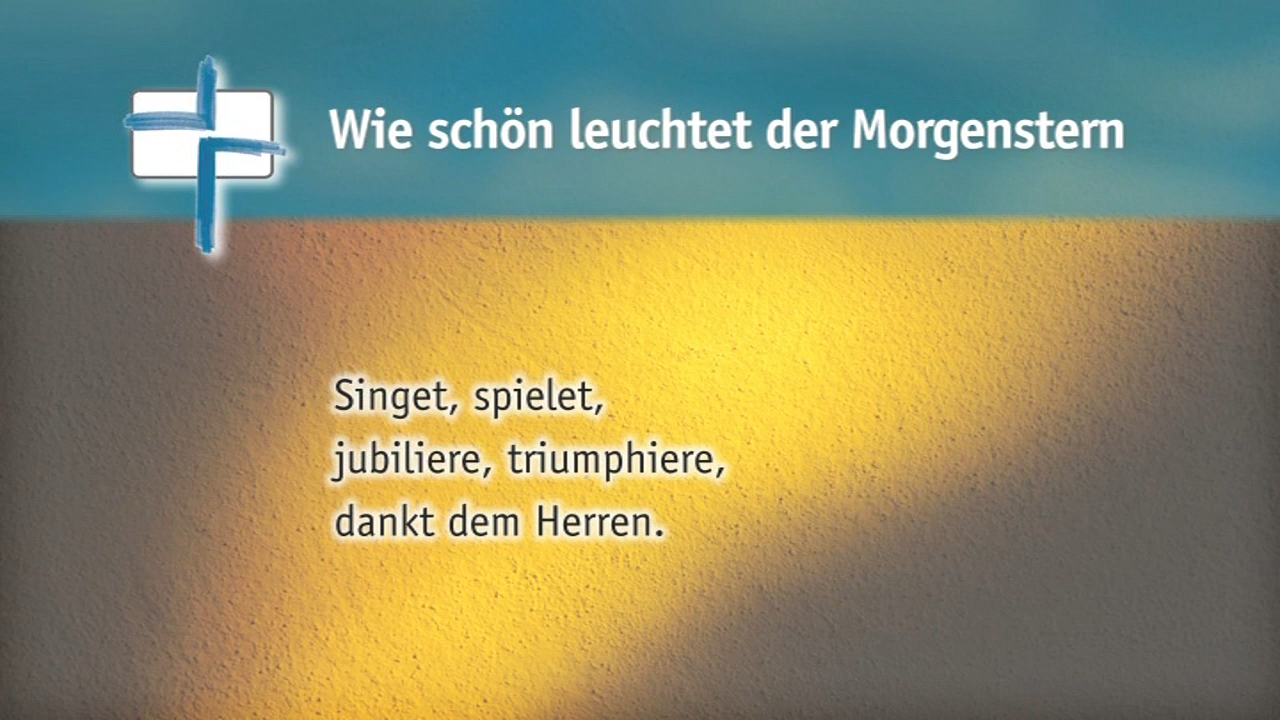 Wie schön leuchtet der Morgenstern
Singet, spielet,
jubiliere, triumphiere,
dankt dem Herren.